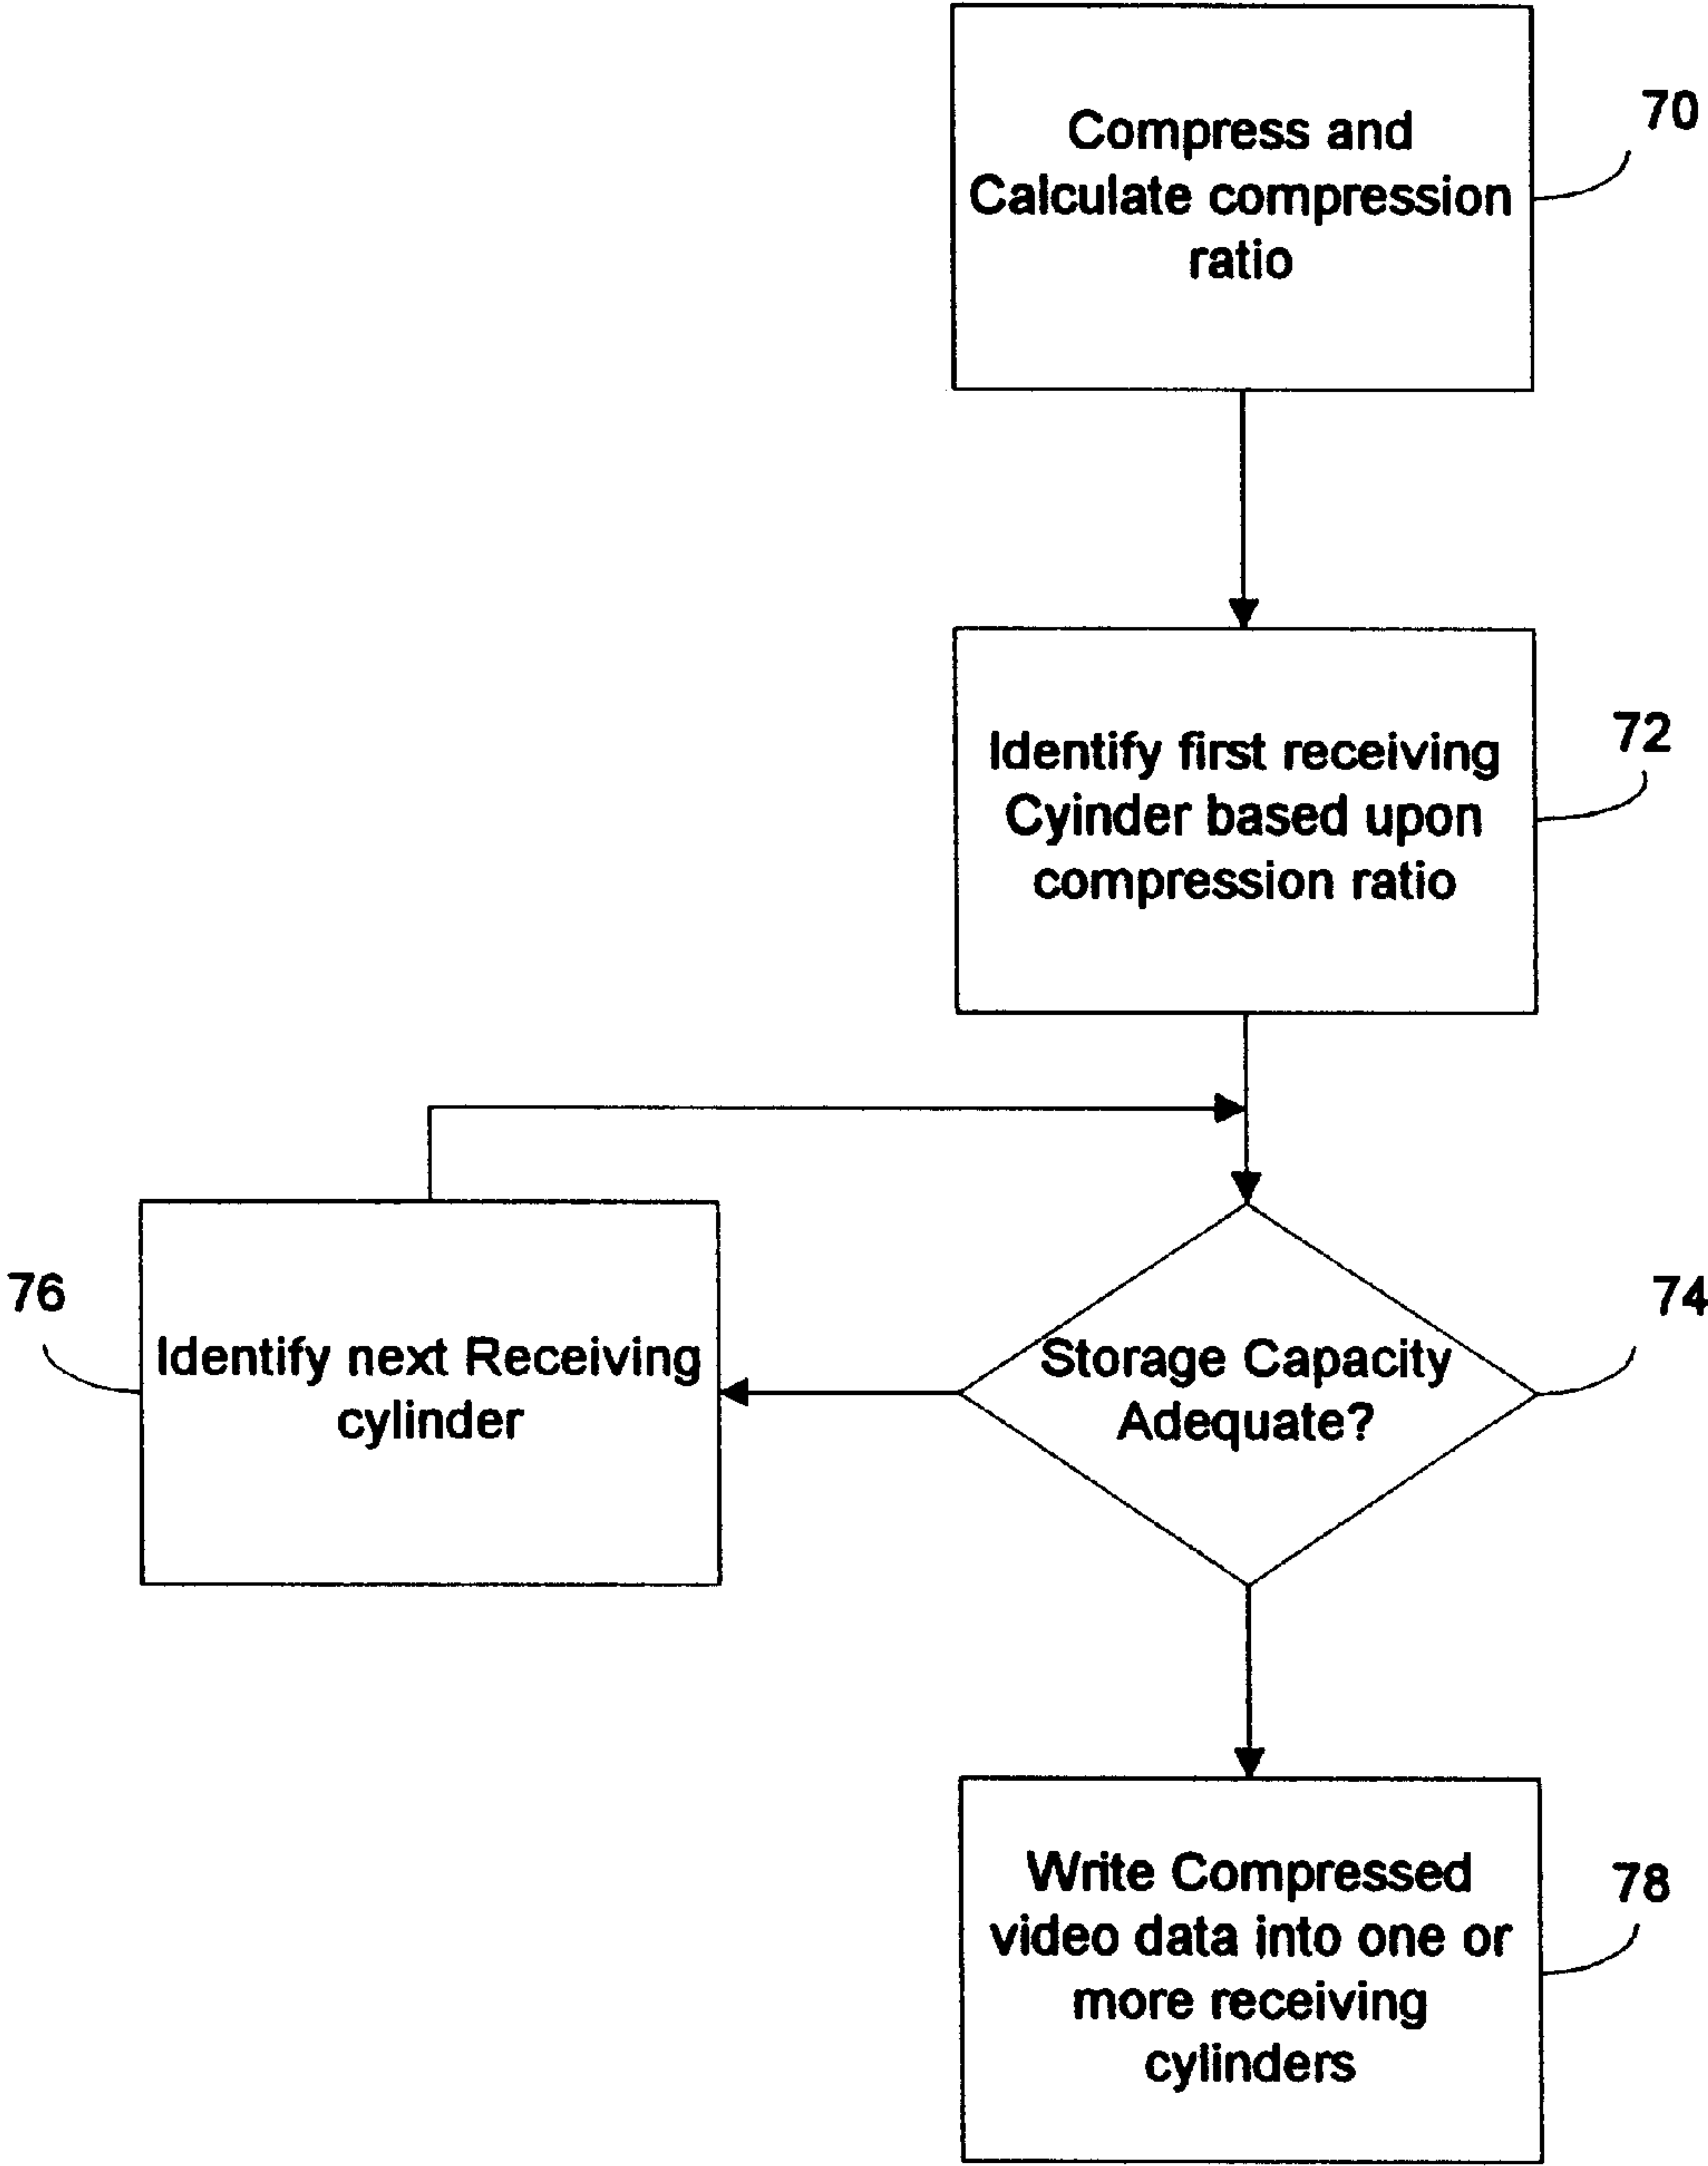 Compress and
Calculate compression
ratio
70
Identify first receiving
Cyinder based upon
compression ratio
72
Storage Capacity
Adequate?
74
76
Identify next Receiving
cylinder
Write Compressed
video data into one or
more receiving
cylinders
78